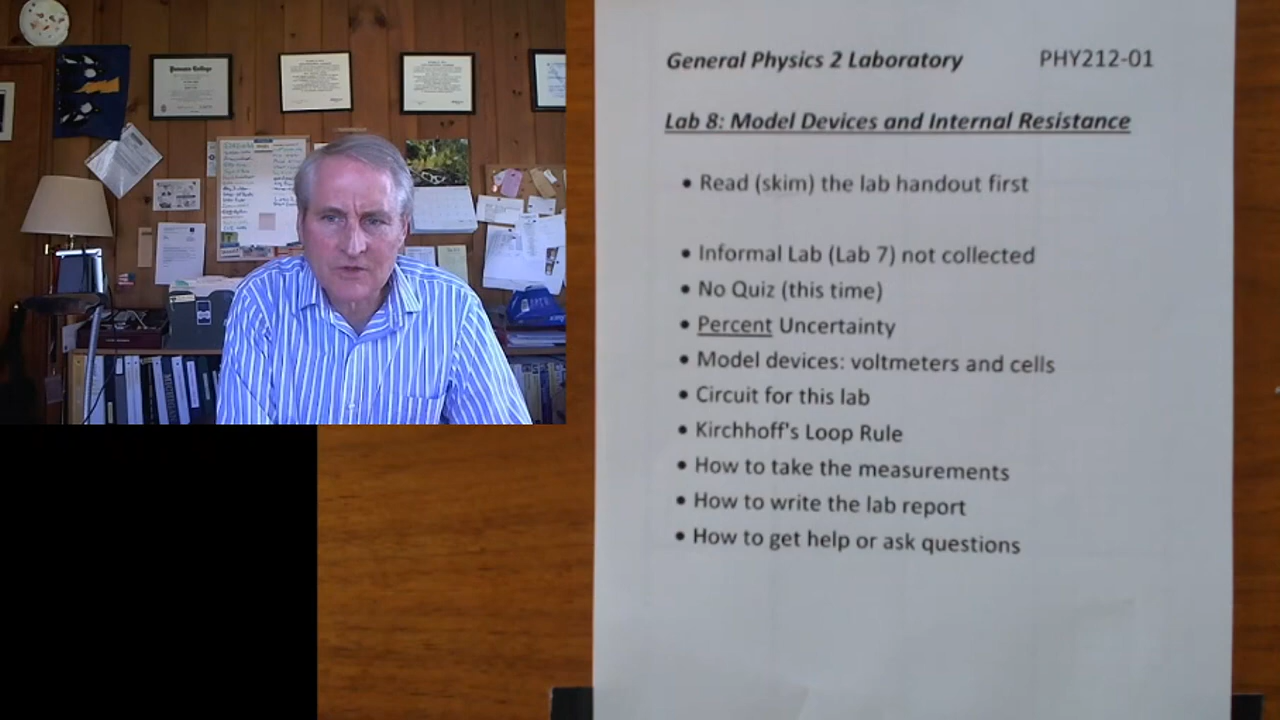 General Physics 2 Laboratory PHY212-01
Lab 8: Model Devices and Internal Resistance
• Read (skim) the lab handout first
• Informal Lab (Lab 7) not collected
• No Quiz (this time)
• Percent Uncertainty
• Model devices: voltmeters and cells
• Circuit for this lab
• Kirchhoff's Loop Rule
• How to take the measurements
• How to write the lab report
• How to get help or ask questions